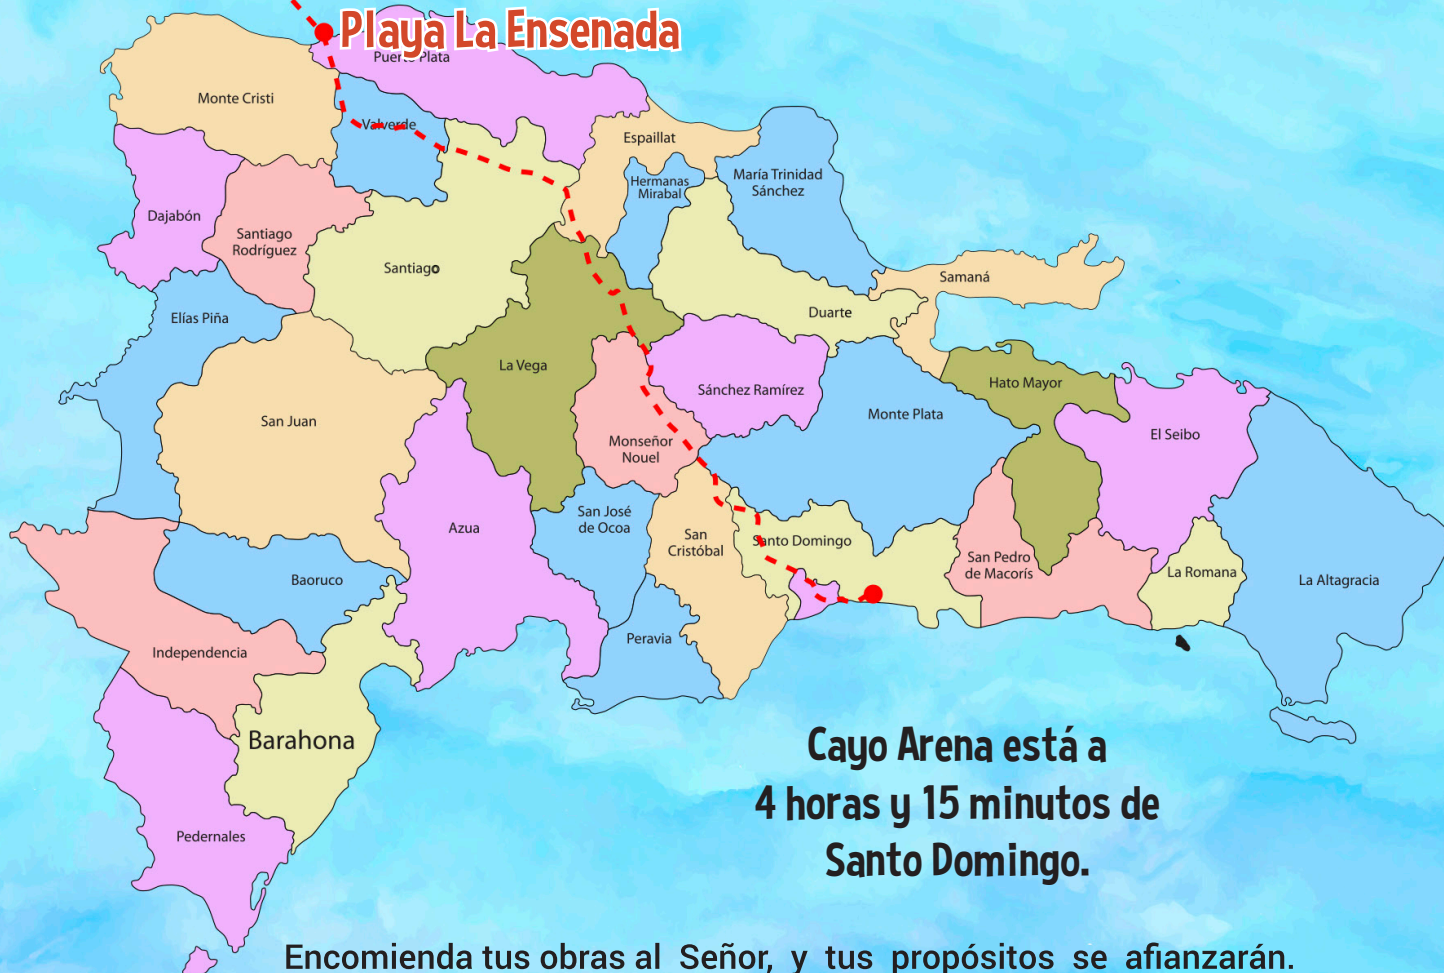 Playa La Ensenada
Puerto Plata
Monte Cristi
Valverde
Espaillat
Hermanas
Mirabal
María Trinidad
Sánchez
Dajabón
Santiago
Rodríguez
Santiago
Samaná
Elías Piña
Duarte
La Vega
Sánchez Ramírez
Hato Mayor
San Juan
Monte Plata
Monseñor
Nouel
El Seibo
Azua
San José
de Ocoa
San
Cristóbal
Santo Domingo
San Pedro
de Macorís
La Romana
La Altagracia
Baoruco
Peravia
Independencia
Barahona
Pedernales
Cayo Arena está a
4 horas y 15 minutos de
Santo Domingo.
Encomienda tus obras al Señor, y tus propósitos se afianzarán.